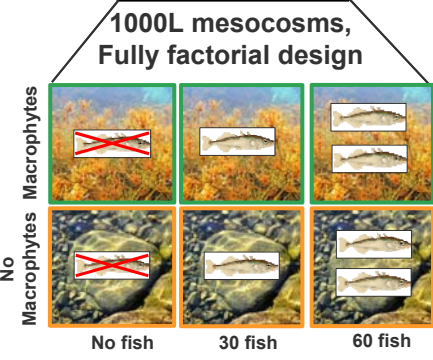 1000L mesocosms,
Fully factorial design
Macrophytes
No
Macrophytes
No fish
30 fish
60 fish